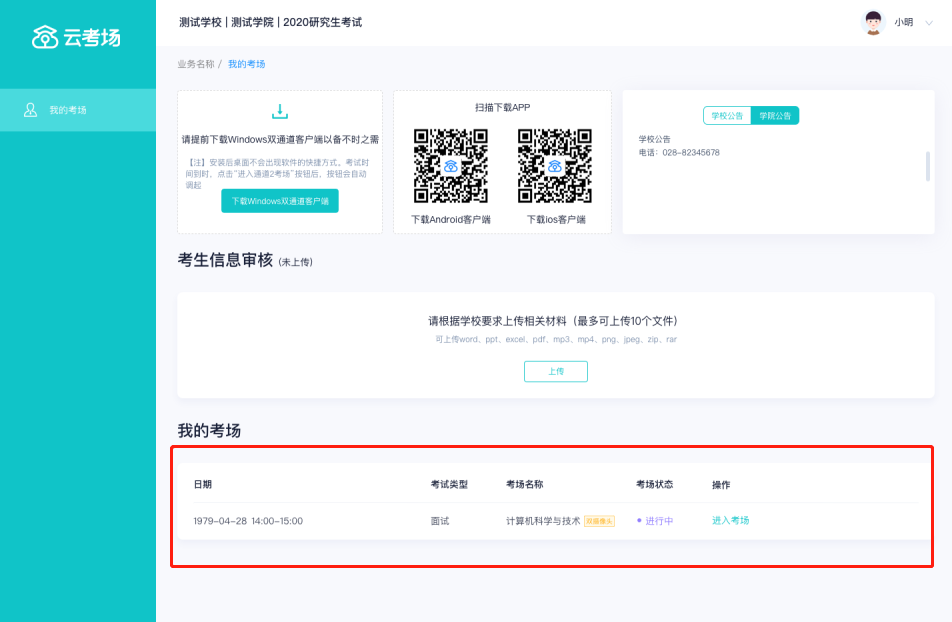 云考场
我的考场
测试学校 | 测试学院 | 2020研究生考试
小明
业务名称 / 我的考场
请提前下载Windows双通道客户端以备不时之需
【注】安装后桌面不会出现软件的快捷方式。考试时
间到时，点击“进入通道2考场”按钮后，按钮会自动
调起
下载Windows双通道客户端
扫描下载APP
下载Android客户端
下载ios客户端
学校公告 学院公告
学校公告
电话：028-82345678
考生信息审核 (未上传)
请根据学校要求上传相关材料（最多可上传10个文件）
可上传word、ppt、excel、pdf、mp3、mp4、png、jpeg、zip、rar
上传
我的考场
日期 考试类型 考场名称 考场状态 操作
1979-04-28 14:00-15:00 面试 计算机科学与技术 双摄像头 进行中 进入考场